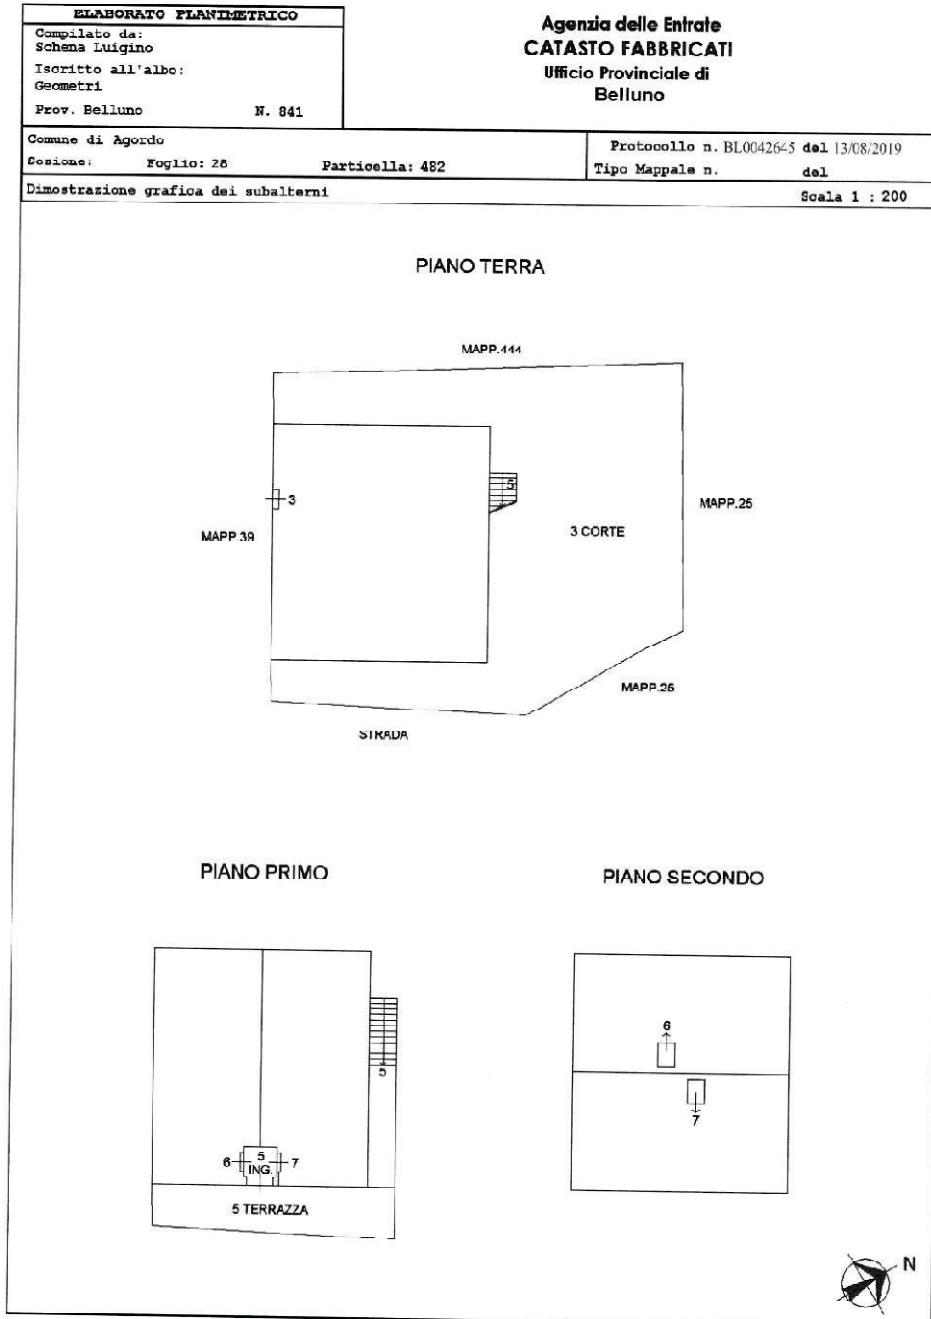 ELABORATO PLANIMETRICO
Compilato da:
Schena Luigino
Iscritto all'albo:
Geometri
Prov. Belluno N. 841
Agenzia delle Entrate
CATASTO FABBRICATI
Ufficio Provinciale di
Belluno
Comune di Agordo
Sezione: Foglio: 28 Particella: 482
Protocollo n. BL0042645 del 13/08/2019
Tipo Mappale n. del
Dimostrazione grafica dei subalterni
Scala 1 : 200
PIANO TERRA
MAPP.444
5
3
MAPP.25
MAPP.39
3 CORTE
MAPP.26
STRADA
PIANO PRIMO
5
6
5
ING.
7
5 TERRAZZA
PIANO SECONDO
6
7
N